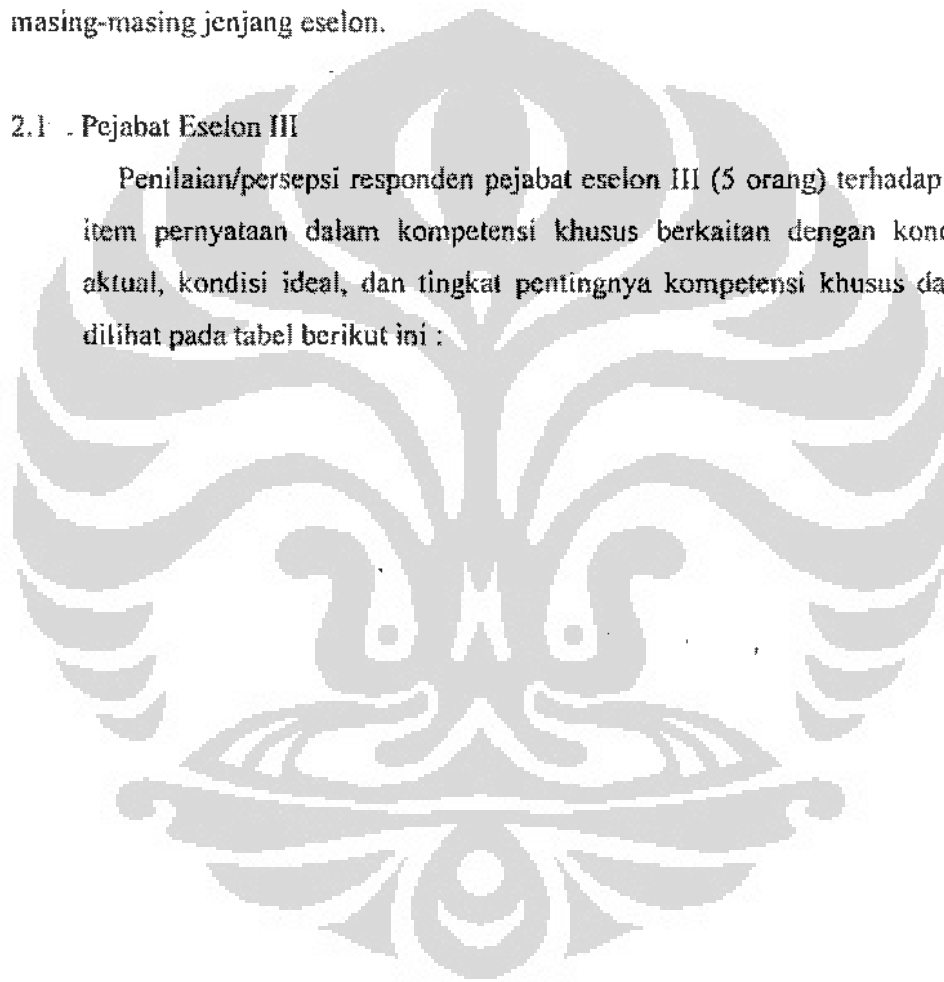 masing-masing jenjang eselon.
2.1 . Pejabat Eselon III
Penilaian/persepsi responden pejabat eselon III (5 orang) terhadap
item pernyataan dalam kompetensi khusus berkaitan dengan kond
aktual, kondisi ideal, dan tingkat pentingnya kompetensi khusus da
dilihat pada tabel berikut ini :